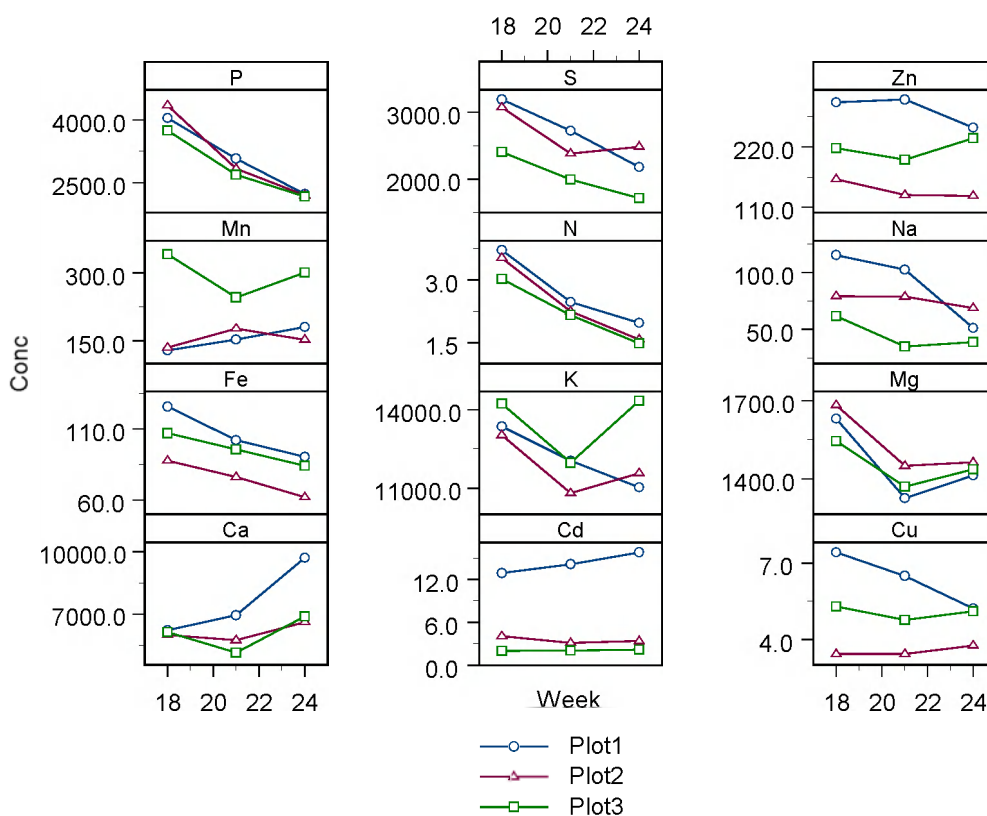 18 20 22 24
P S Zn
4000.0
2500.0
3000.0
2000.0
220.0
110.0
Mn N Na
300.0
150.0
3.0
1.5
100.0
50.0
Conc
Fe K Mg
110.0
60.0
14000.0
11000.0
1700.0
1400.0
Ca Cd Cu
10000.0
7000.0
12.0
6.0
0.0
7.0
4.0
18 20 22 24
18 20 22 24
Week
Plot1
Plot2
Plot3